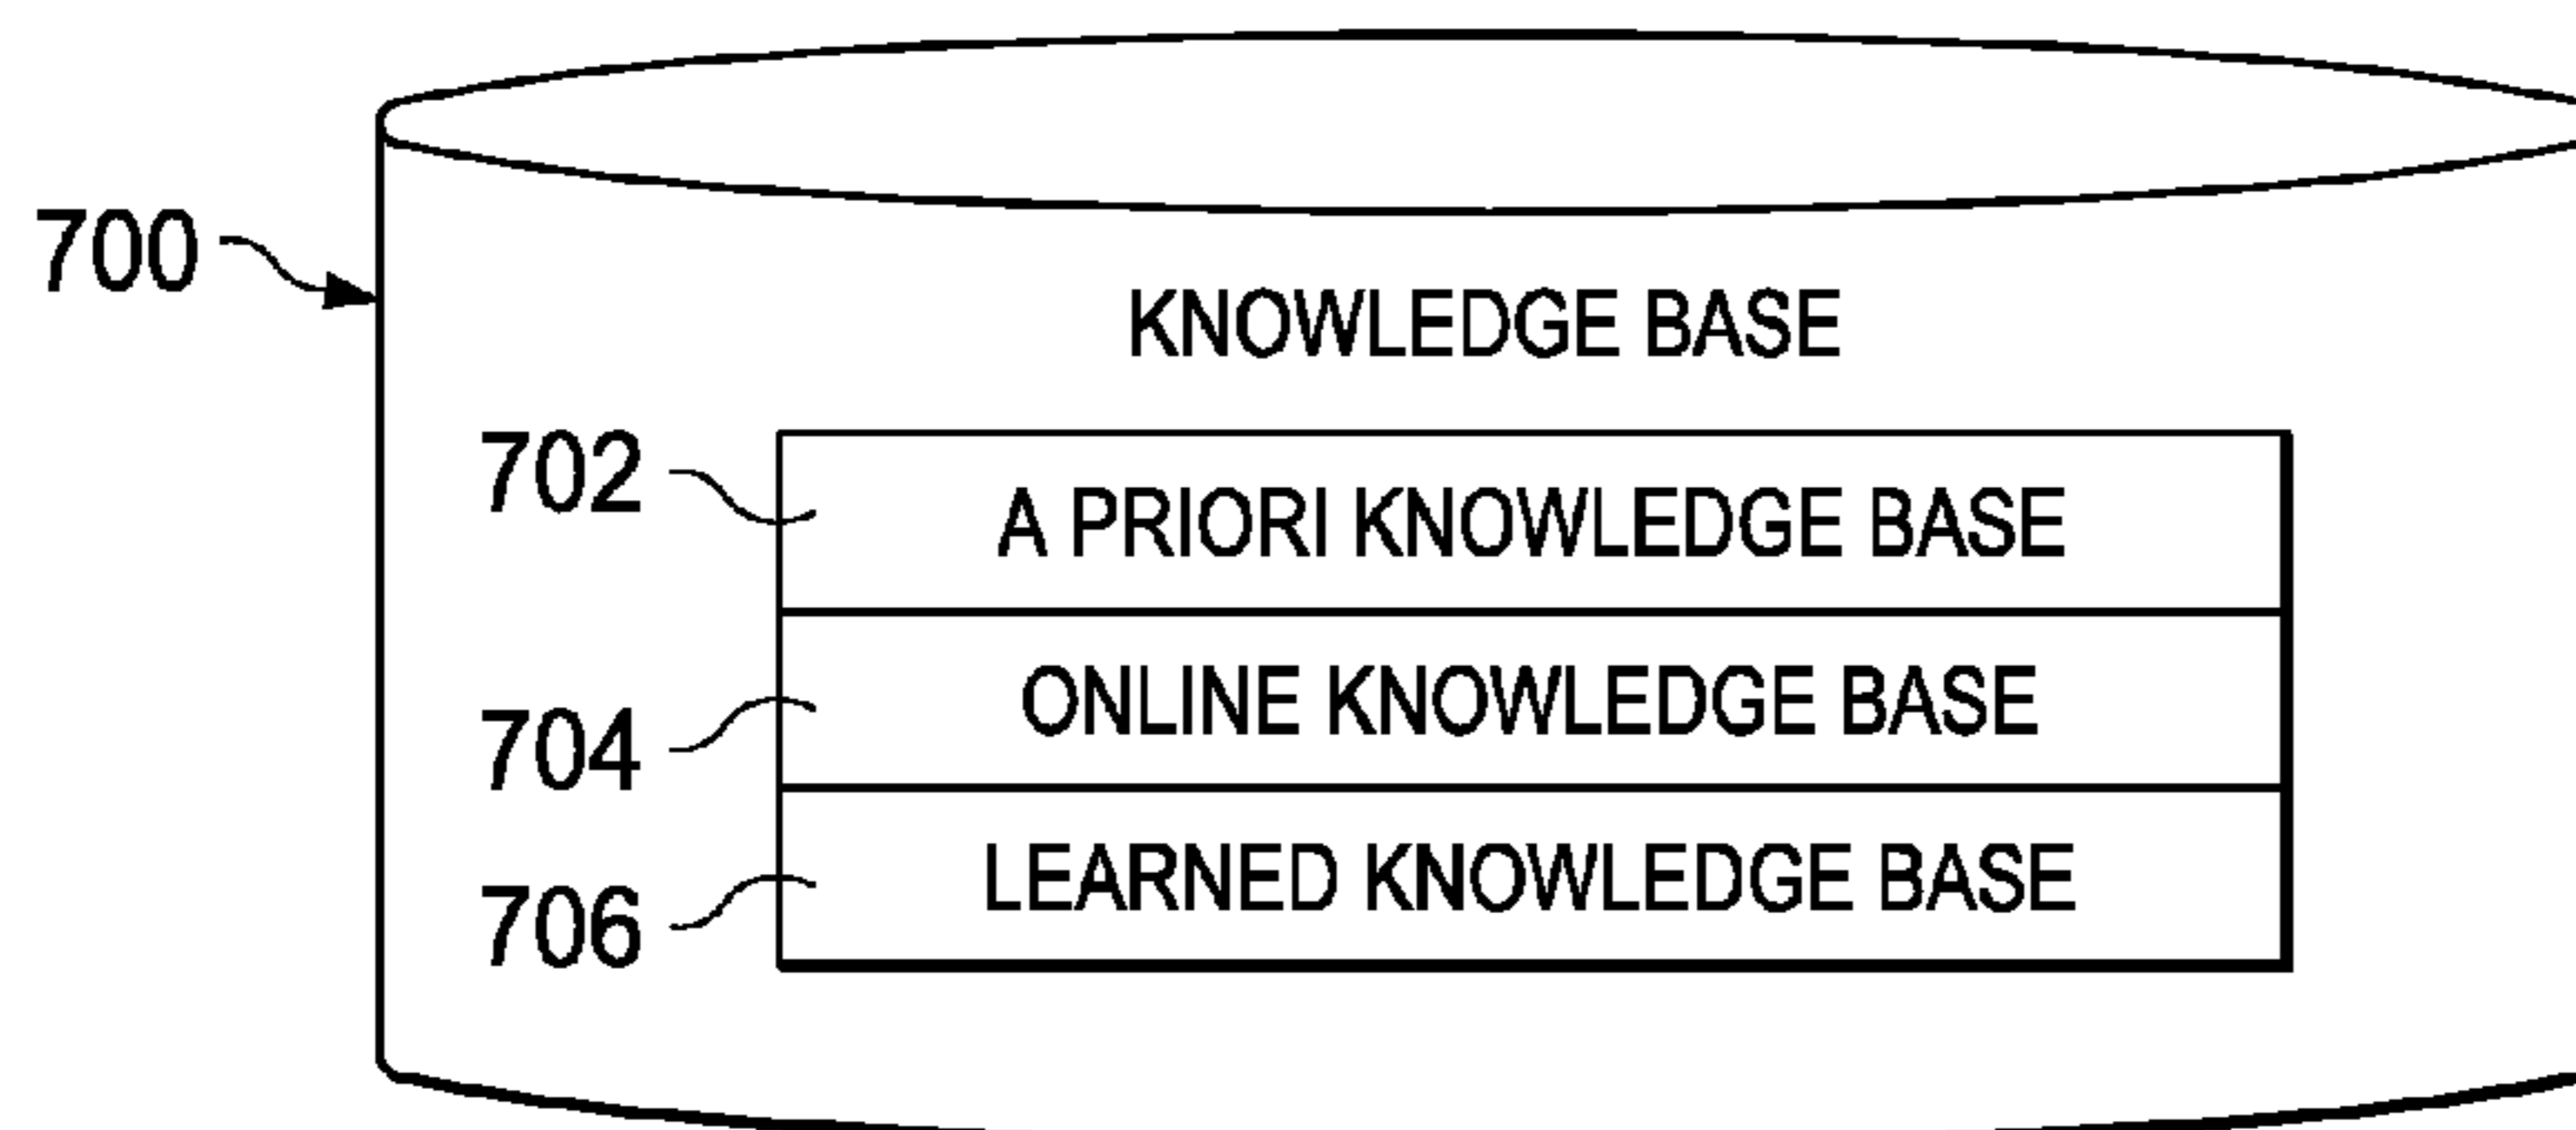 700
KNOWLEDGE BASE
702
A PRIORI KNOWLEDGE BASE
704
ONLINE KNOWLEDGE BASE
706
LEARNED KNOWLEDGE BASE